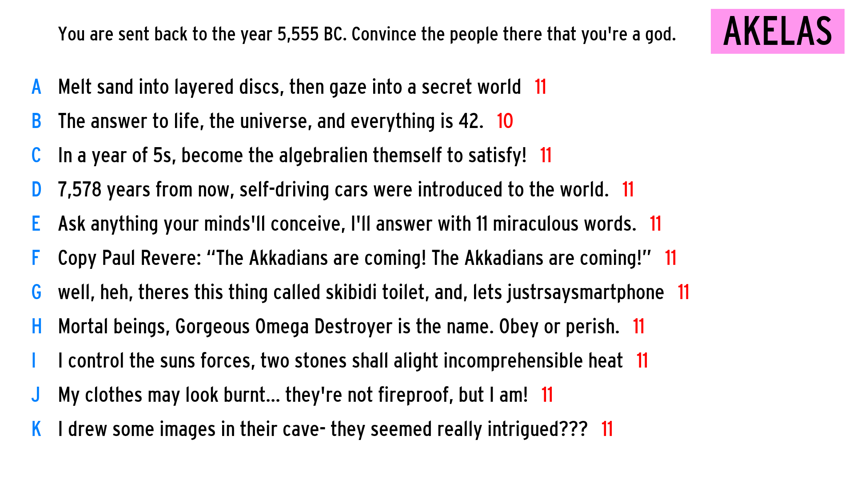 You are sent back to the year 5,555 BC. Convince the people there that you're a god.
AKELAS
A Melt sand into layered discs, then gaze into a secret world 11
B The answer to life, the universe, and everything is 42. 10
C In a year of 5s, become the algebralien themself to satisfy! 11
D 7,578 years from now, self-driving cars were introduced to the world. 11
E Ask anything your minds'll conceive, I'll answer with 11 miraculous words. 11
F Copy Paul Revere: “The Akkadians are coming! The Akkadians are coming!” 11
G well, heh, theres this thing called skibidi toilet, and, lets justrsaysmartphone 11
H Mortal beings, Gorgeous Omega Destroyer is the name. Obey or perish. 11
I I control the suns forces, two stones shall alight incomprehensible heat 11
J My clothes may look burnt... they're not fireproof, but I am! 11
K I drew some images in their cave- they seemed really intrigued??? 11